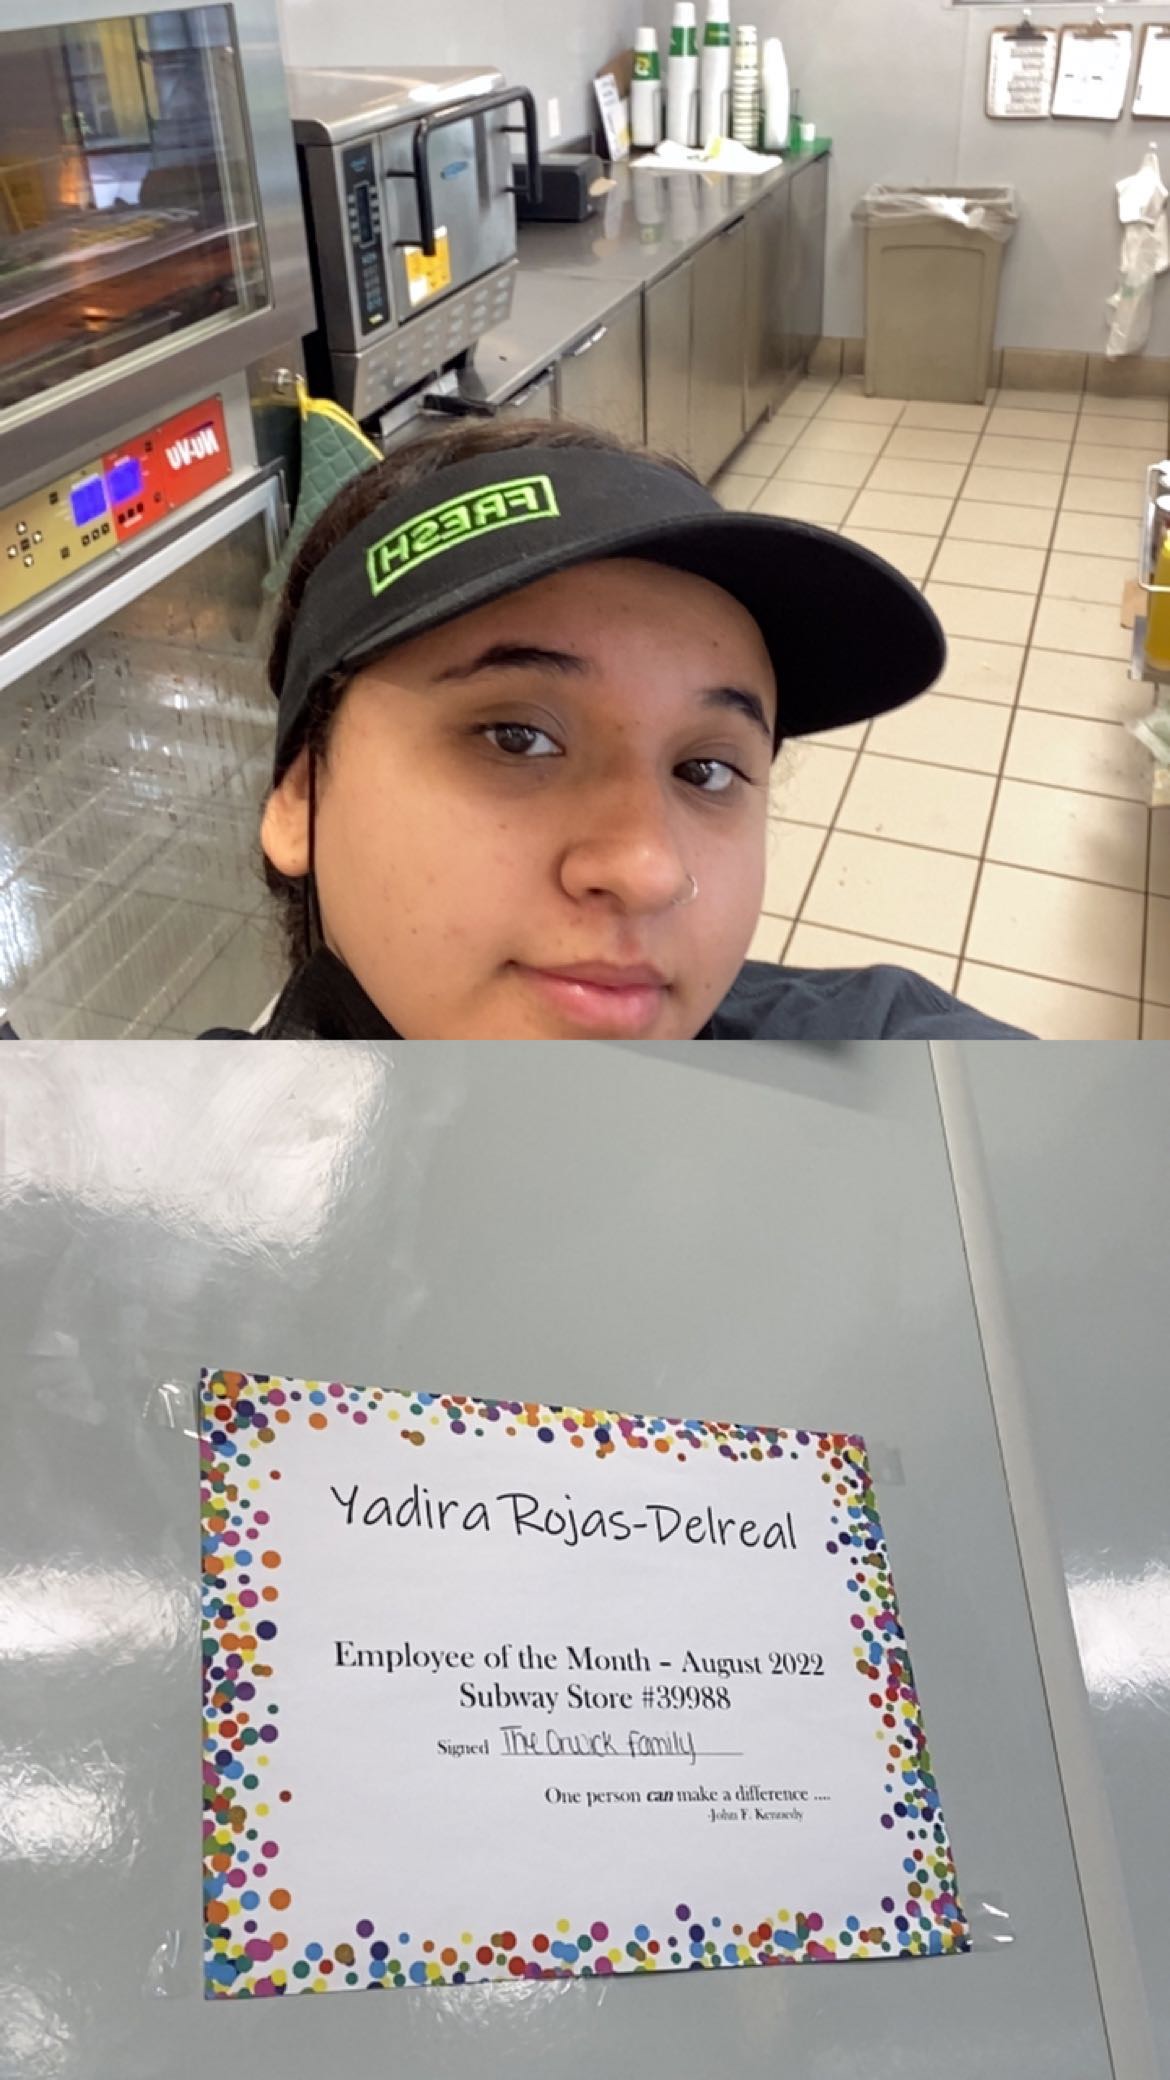 Nu-Vu
FRESH
Yadira Rojas-Delreal
Employee of the Month - August 2022
Subway Store #39988
Signed The Orwick Family
One person can make a difference ....
-John F. Kennedy